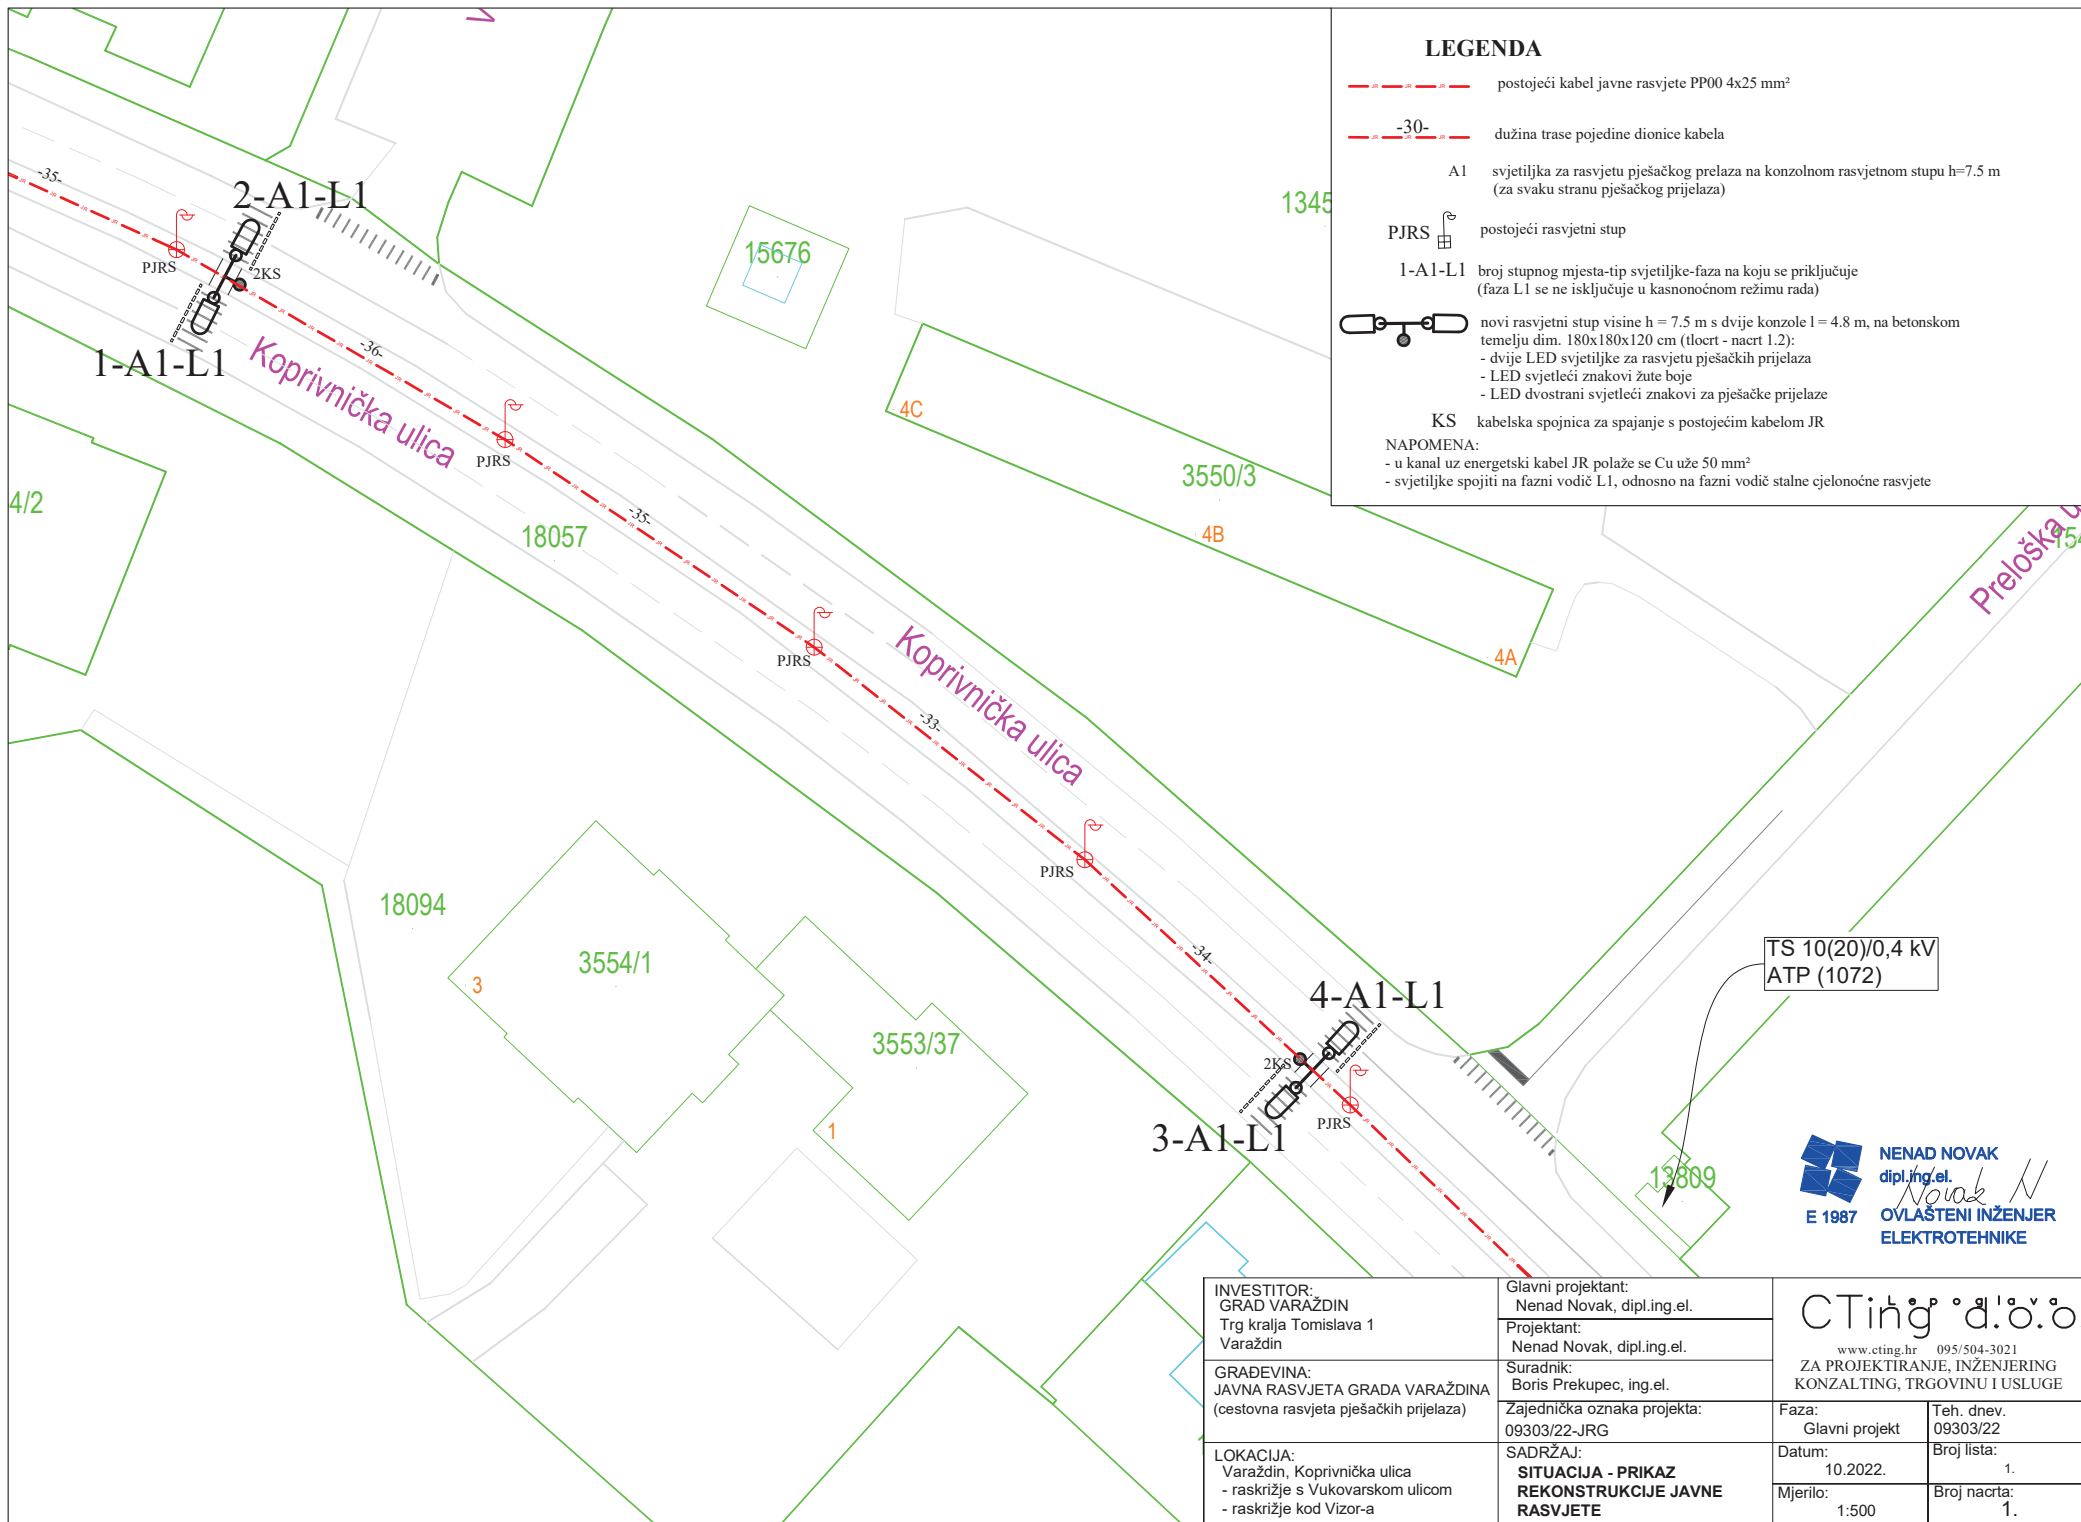 LEGENDA
postojeći kabel javne rasvjete PP00 4x25 mm²
-30-
dužina trase pojedine dionice kabela
A1 svjetiljka za rasvjetu pješačkog prelaza na konzolnom rasvjetnom stupu h=7.5 m
(za svaku stranu pješačkog prijelaza)
PJRS postojeći rasvjetni stup
1-A1-L1 broj stupnog mjesta-tip svjetiljke-faza na koju se priključuje
(faza L1 se ne isključuje u kasnonoćnom režimu rada)
novi rasvjetni stup visine h = 7.5 m s dvije konzole l = 4.8 m, na betonskom
temelju dim. 180x180x120 cm (tlocrt - nacrt 1.2):
- dvije LED svjetiljke za rasvjetu pješačkih prijelaza
- LED svjetleći znakovi žute boje
- LED dvostrani svjetleći znakovi za pješačke prijelaze
KS kabelska spojnica za spajanje s postojećim kabelom JR
NAPOMENA:
- u kanal uz energetski kabel JR polaže se Cu uže 50 mm²
- svjetiljke spojiti na fazni vodič L1, odnosno na fazni vodič stalne cjelonoćne rasvjete
-35-
2-A1-L1
PJRS
2KS
1-A1-L1
-36-
Koprivnička ulica
PJRS
15676
1345
4C
3550/3
4B
4A
4/2
18057
-35-
PJRS
Koprivnička ulica
-33-
Preloška u
154
PJRS
18094
3554/1
3
3553/37
1
-34-
4-A1-L1
2KS
3-A1-L1
PJRS
TS 10(20)/0,4 kV
ATP (1072)
13809
NENAD NOVAK
dipl.ing.el.
Novak N
E 1987
OVLAŠTENI INŽENJER
ELEKTROTEHNIKE
INVESTITOR:
GRAD VARAŽDIN
Trg kralja Tomislava 1
Varaždin
GRAĐEVINA:
JAVNA RASVJETA GRADA VARAŽDINA
(cestovna rasvjeta pješačkih prijelaza)
LOKACIJA:
Varaždin, Koprivnička ulica
- raskrižje s Vukovarskom ulicom
- raskrižje kod Vizor-a
Glavni projektant:
Nenad Novak, dipl.ing.el.
Projektant:
Nenad Novak, dipl.ing.el.
Suradnik:
Boris Prekupec, ing.el.
Zajednička oznaka projekta:
09303/22-JRG
SADRŽAJ:
SITUACIJA - PRIKAZ
REKONSTRUKCIJE JAVNE
RASVJETE
Lepoglava
CTing d.o.o
www.cting.hr 095/504-3021
ZA PROJEKTIRANJE, INŽENJERING
KONZALTING, TRGOVINU I USLUGE
Faza:
Glavni projekt
Teh. dnev.
09303/22
Datum:
10.2022.
Broj lista:
1.
Mjerilo:
1:500
Broj nacrta:
1.